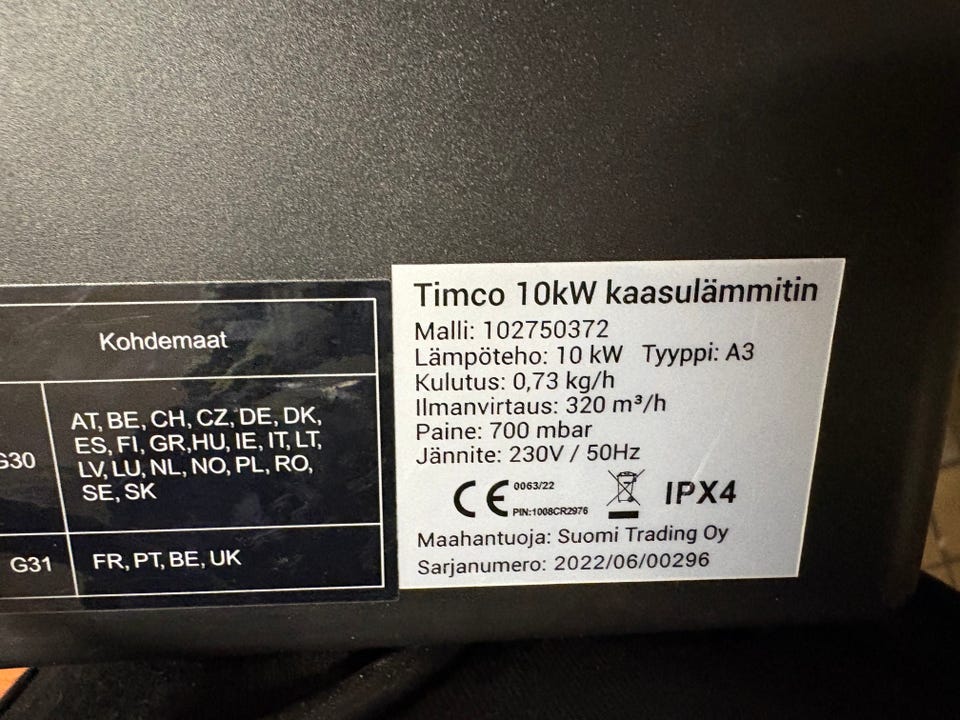 Kohdemaat
AT, BE, CH, CZ, DE, DK,
ES, FI, GR,HU, IE, IT, LT,
LV, LU, NL, NO, PL, RO,
SE, SK
G31
FR, PT, BE, UK
Timco 10kW kaasulämmitin
Malli: 102750372
Lämpöteho: 10 kW Tyyppi: A3
Kulutus: 0,73 kg/h
Ilmanvirtaus: 320 m³/h
Paine: 700 mbar
Jännite: 230V / 50Hz
CE 0063/22
PIN:1008CR2976
IPX4
Maahantuoja: Suomi Trading Oy
Sarjanumero: 2022/06/00296